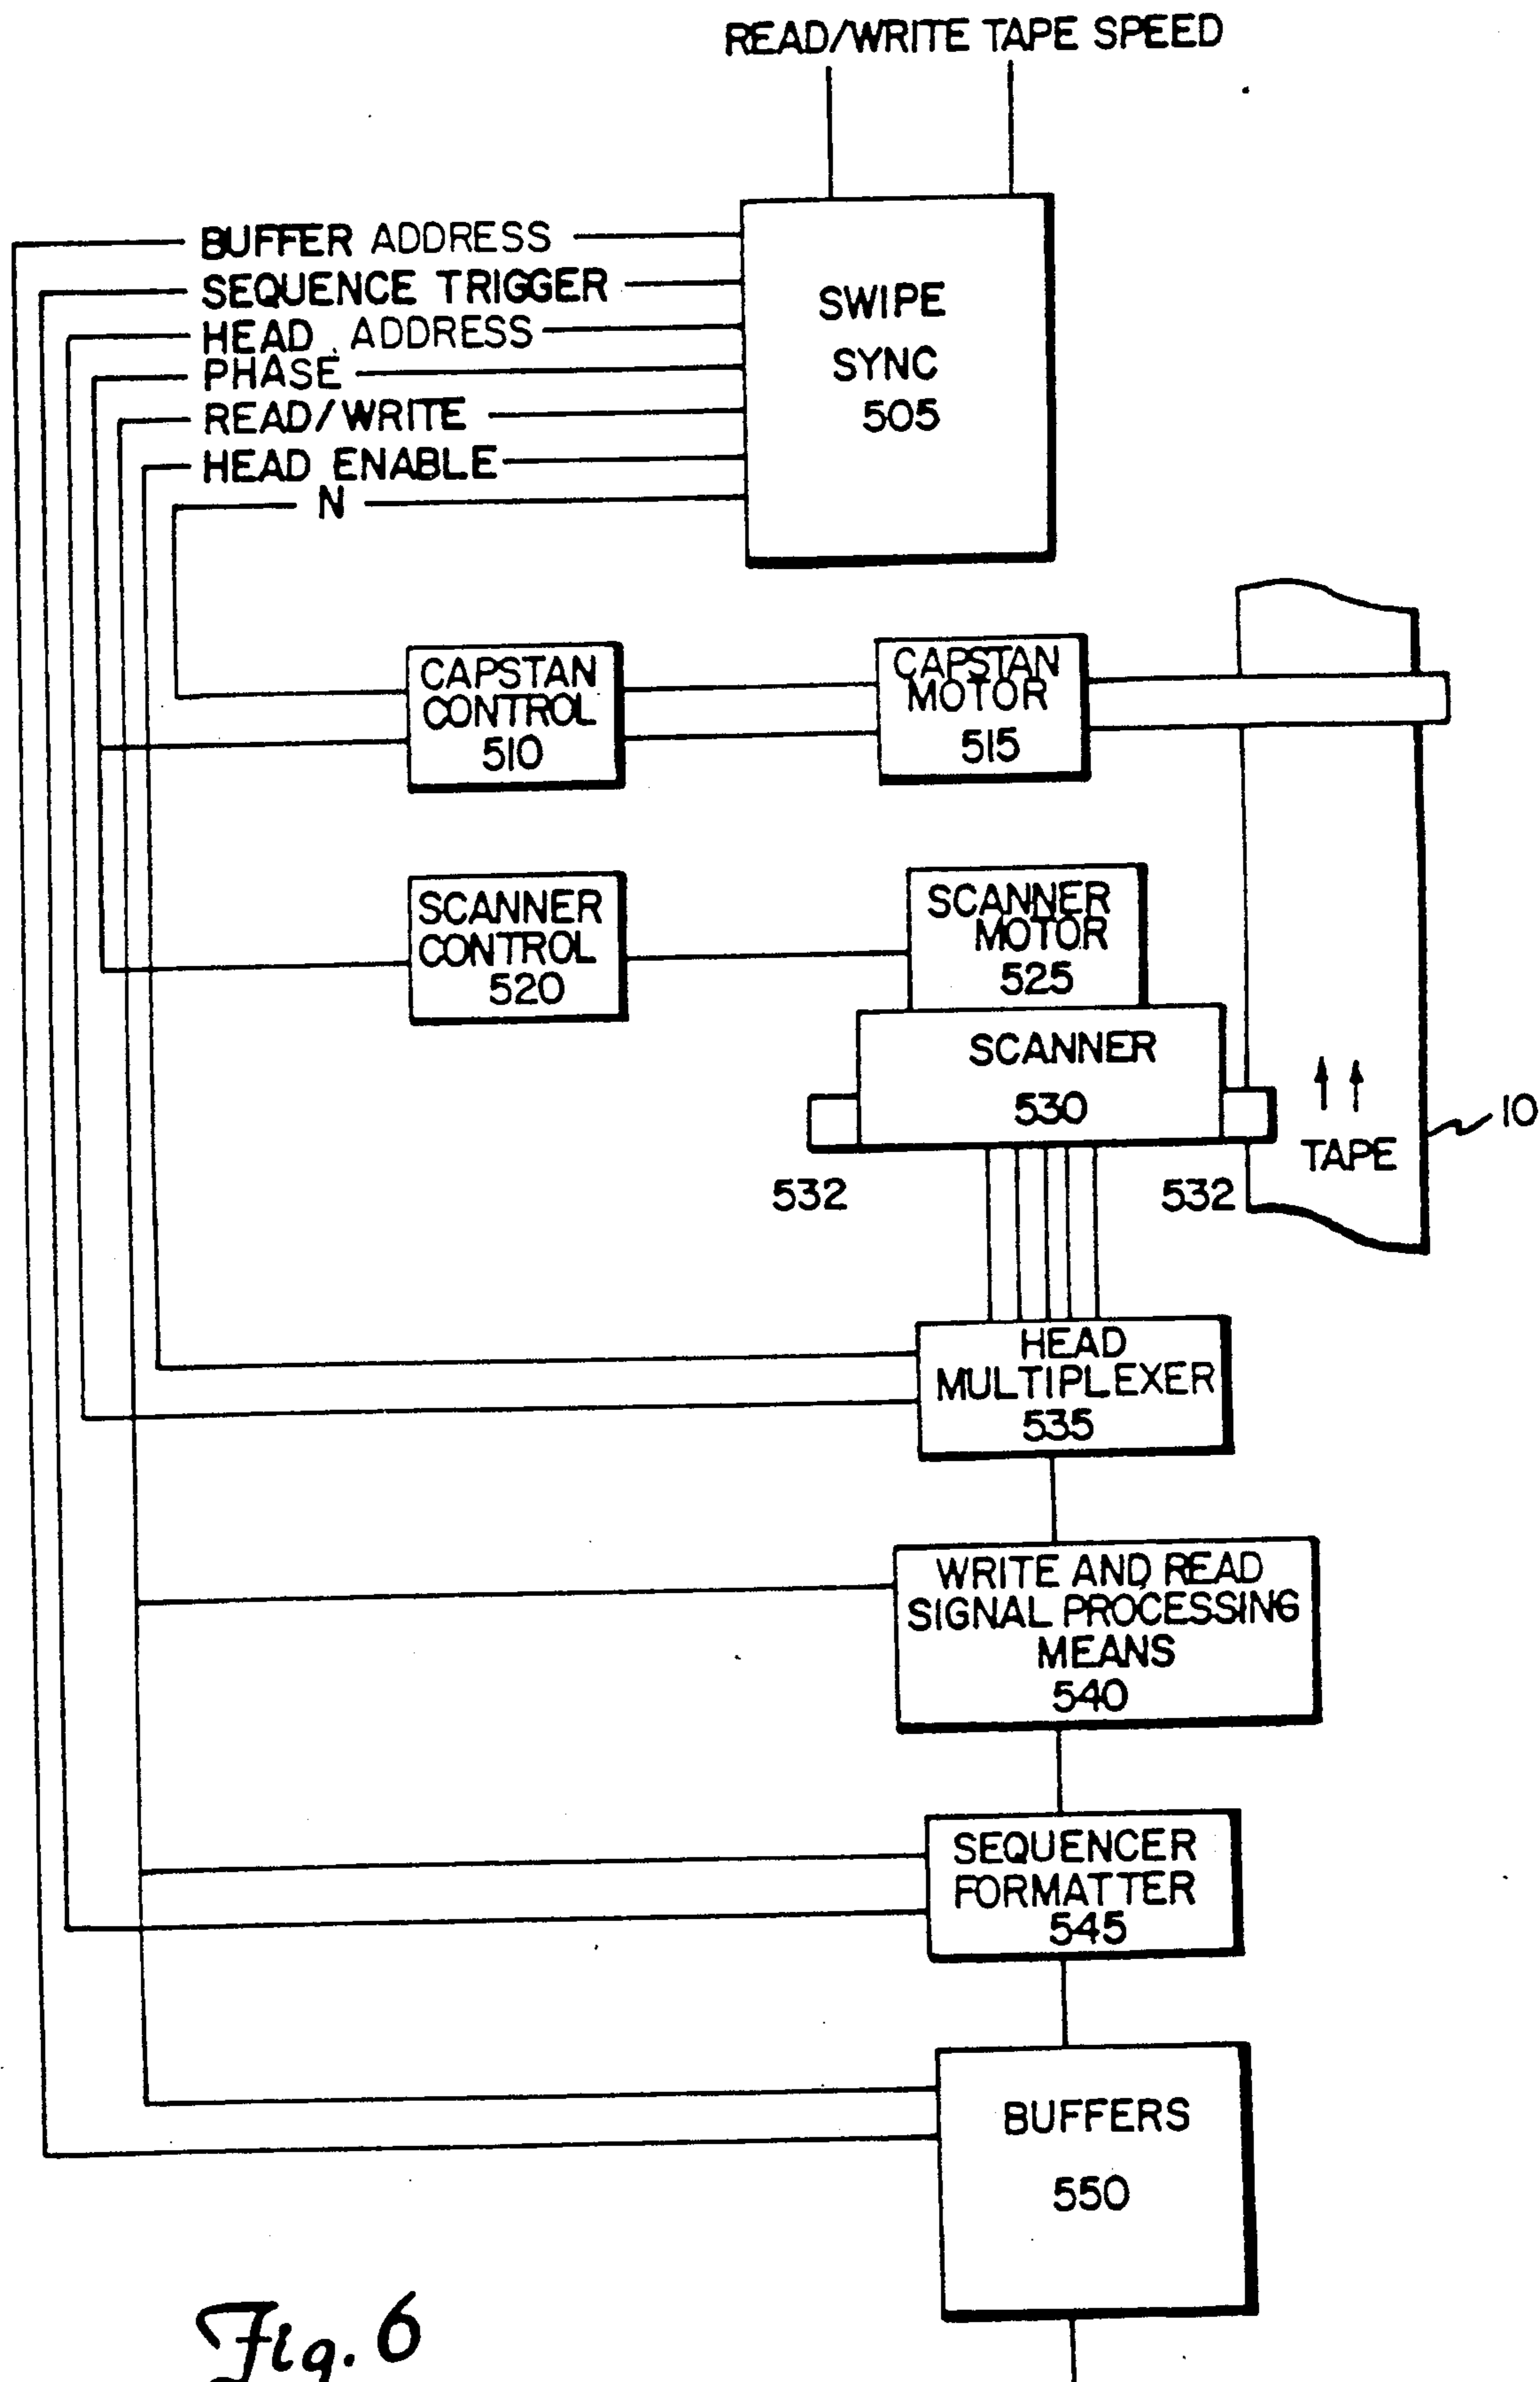 READ/WRITE TAPE SPEED
BUFFER ADDRESS
SEQUENCE TRIGGER
HEAD ADDRESS
PHASE
READ/WRITE
HEAD ENABLE
N
SWIPE
SYNC
505
CAPSTAN
CONTROL
510
CAPSTAN
MOTOR
515
SCANNER
CONTROL
520
SCANNER
MOTOR
525
SCANNER
530
532
532
TAPE
10
HEAD
MULTIPLEXER
535
WRITE AND READ
SIGNAL PROCESSING
MEANS
540
SEQUENCER
FORMATTER
545
BUFFERS
550
Fig. 6